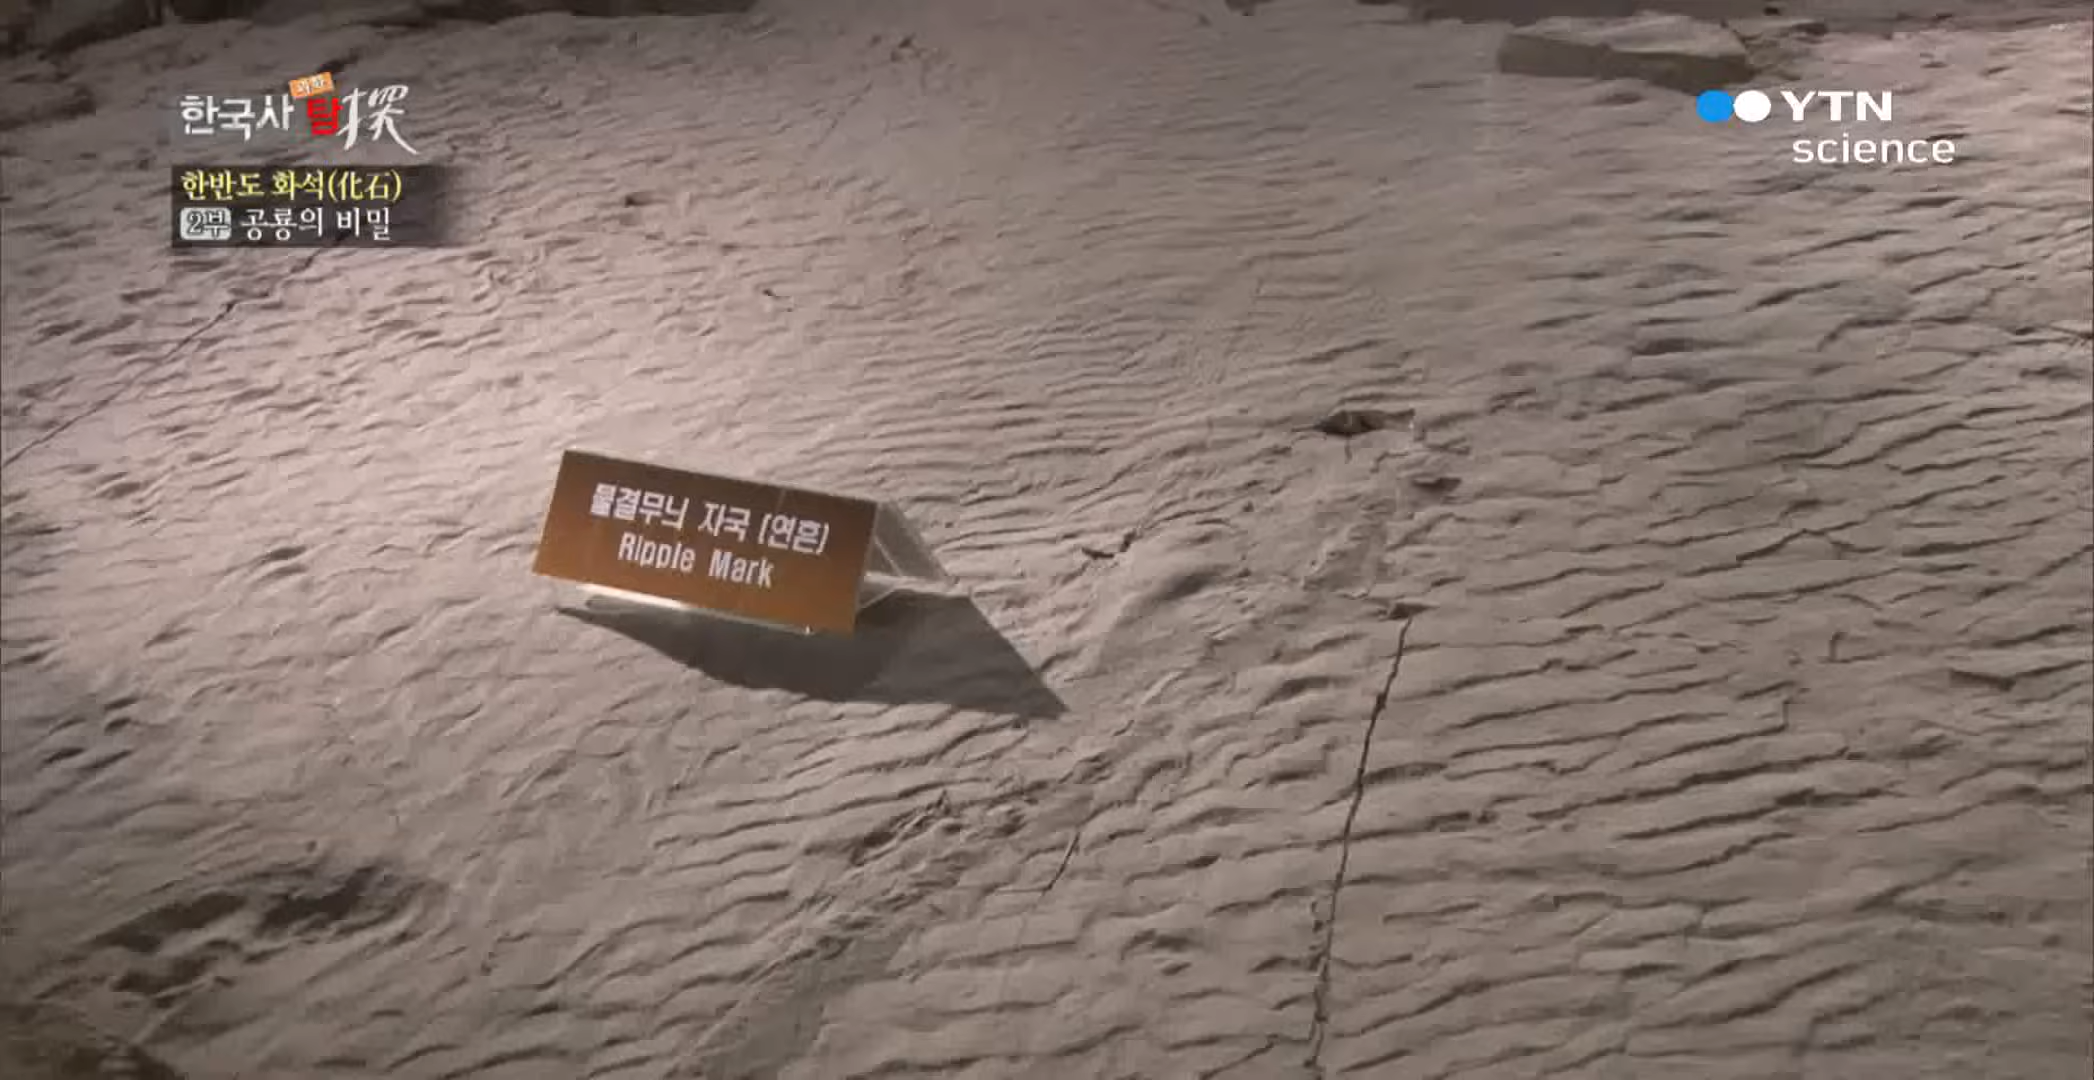 과학
한국사 탐探
한반도 화석(化石)
2부 공룡의 비밀
YTN
science
물결무늬 자국 (연흔)
Ripple Mark